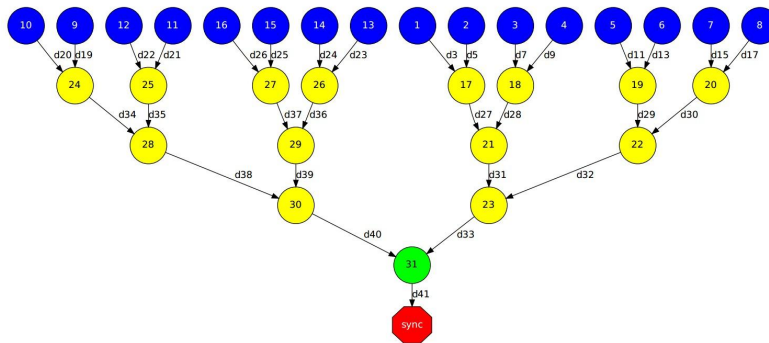 10 9 12 11 16 15 14 13 1 2 3 4 5 6 7 8
d20 d19 d22 d21 d26 d25 d24 d23 d3 d5 d7 d9 d11 d13 d15 d17
24 25 27 26 17 18 19 20
d34 d35 d37 d36 d27 d28 d29 d30
28 29 21 22
d38 d39 d31 d32
30 23
d40 d33
31
d41
sync